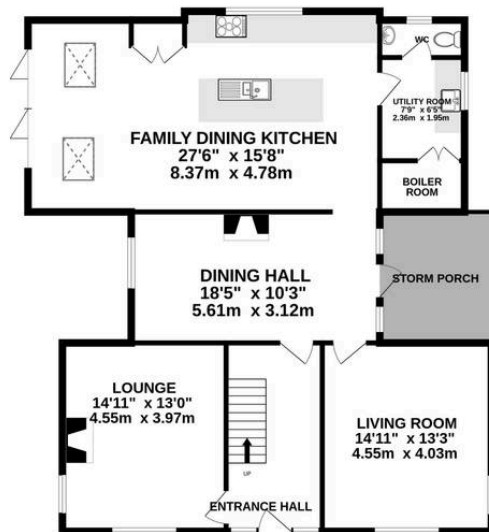 WC
UTILITY ROOM
7'9" x 6'5"
2.36m x 1.95m
FAMILY DINING KITCHEN
27'6" x 15'8"
8.37m x 4.78m
BOILER
ROOM
DINING HALL
18'5" x 10'3"
5.61m x 3.12m
STORM PORCH
LOUNGE
14'11" x 13'0"
4.55m x 3.97m
LIVING ROOM
14'11" x 13'3"
4.55m x 4.03m
UP
ENTRANCE HALL